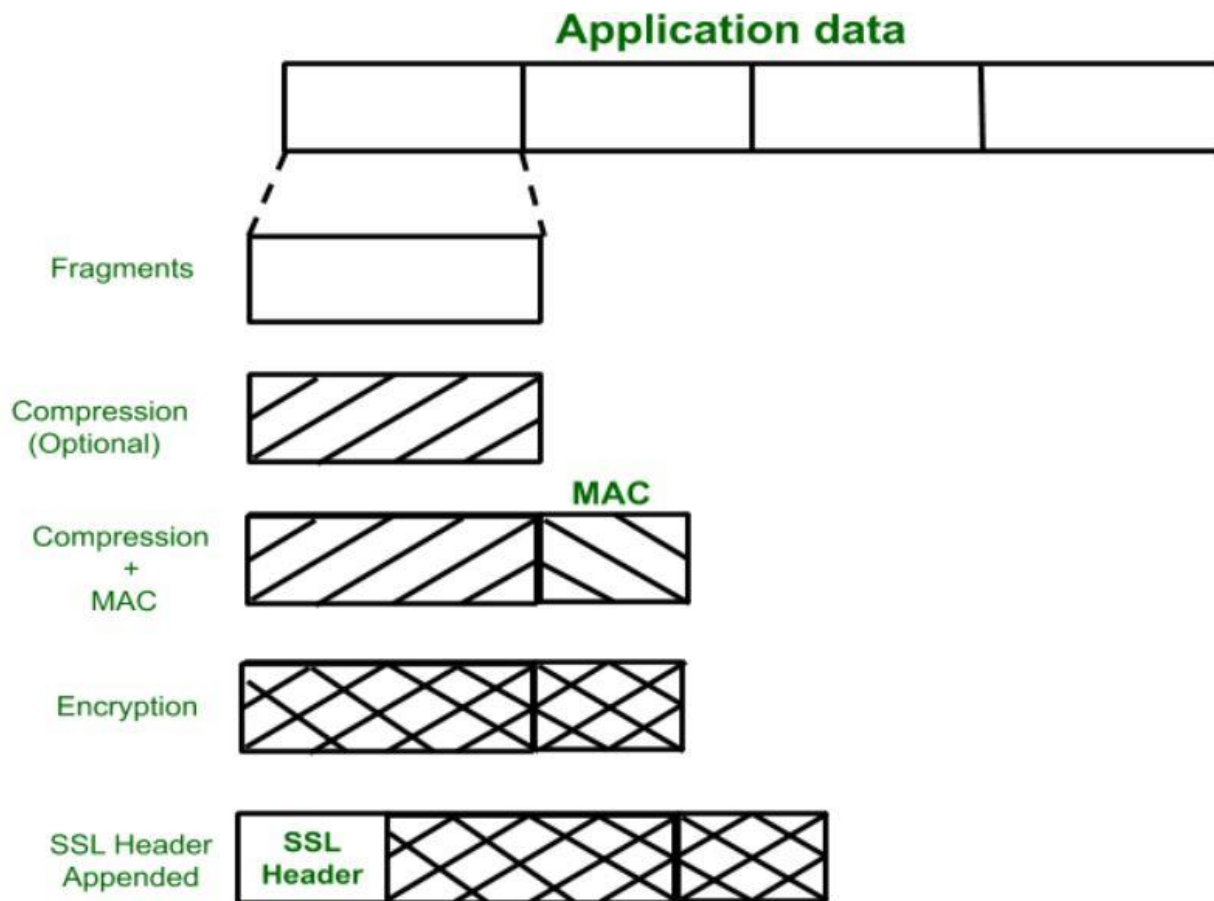 Application data
Fragments
Compression
(Optional)
MAC
Compression
+
MAC
Encryption
SSL Header
Appended
SSL
Header